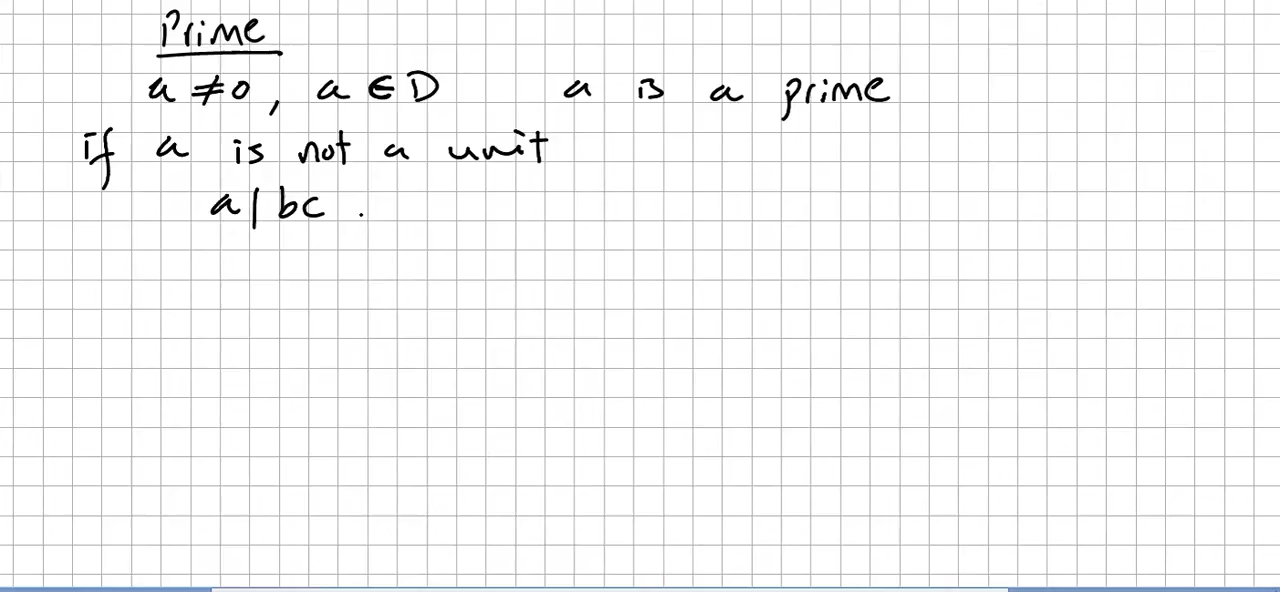 Prime
a ≠ 0, a ∈ D a is a prime
if a is not a unit
a | bc .